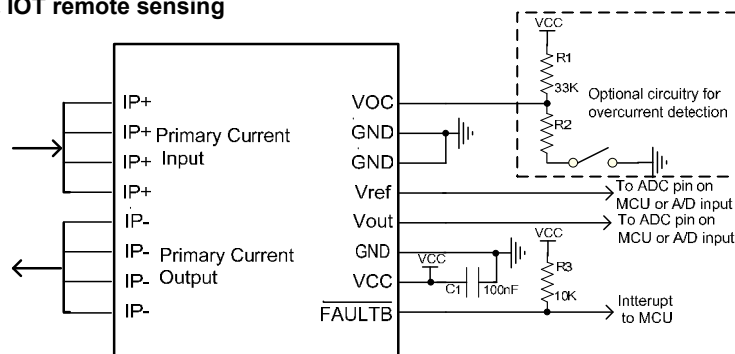 IOT remote sensing
VCC
R1
33K
Optional circuitry for
overcurrent detection
R2
IP+
IP+
IP+
IP+
Primary Current
Input
IP-
IP-
IP-
IP-
Primary Current
Output
VOC
GND
GND
Vref
Vout
GND
VCC
FAULTB
To ADC pin on
MCU or A/D input
To ADC pin on
MCU or A/D input
VCC
C1
100nF
VCC
R3
10K
Interupt
to MCU